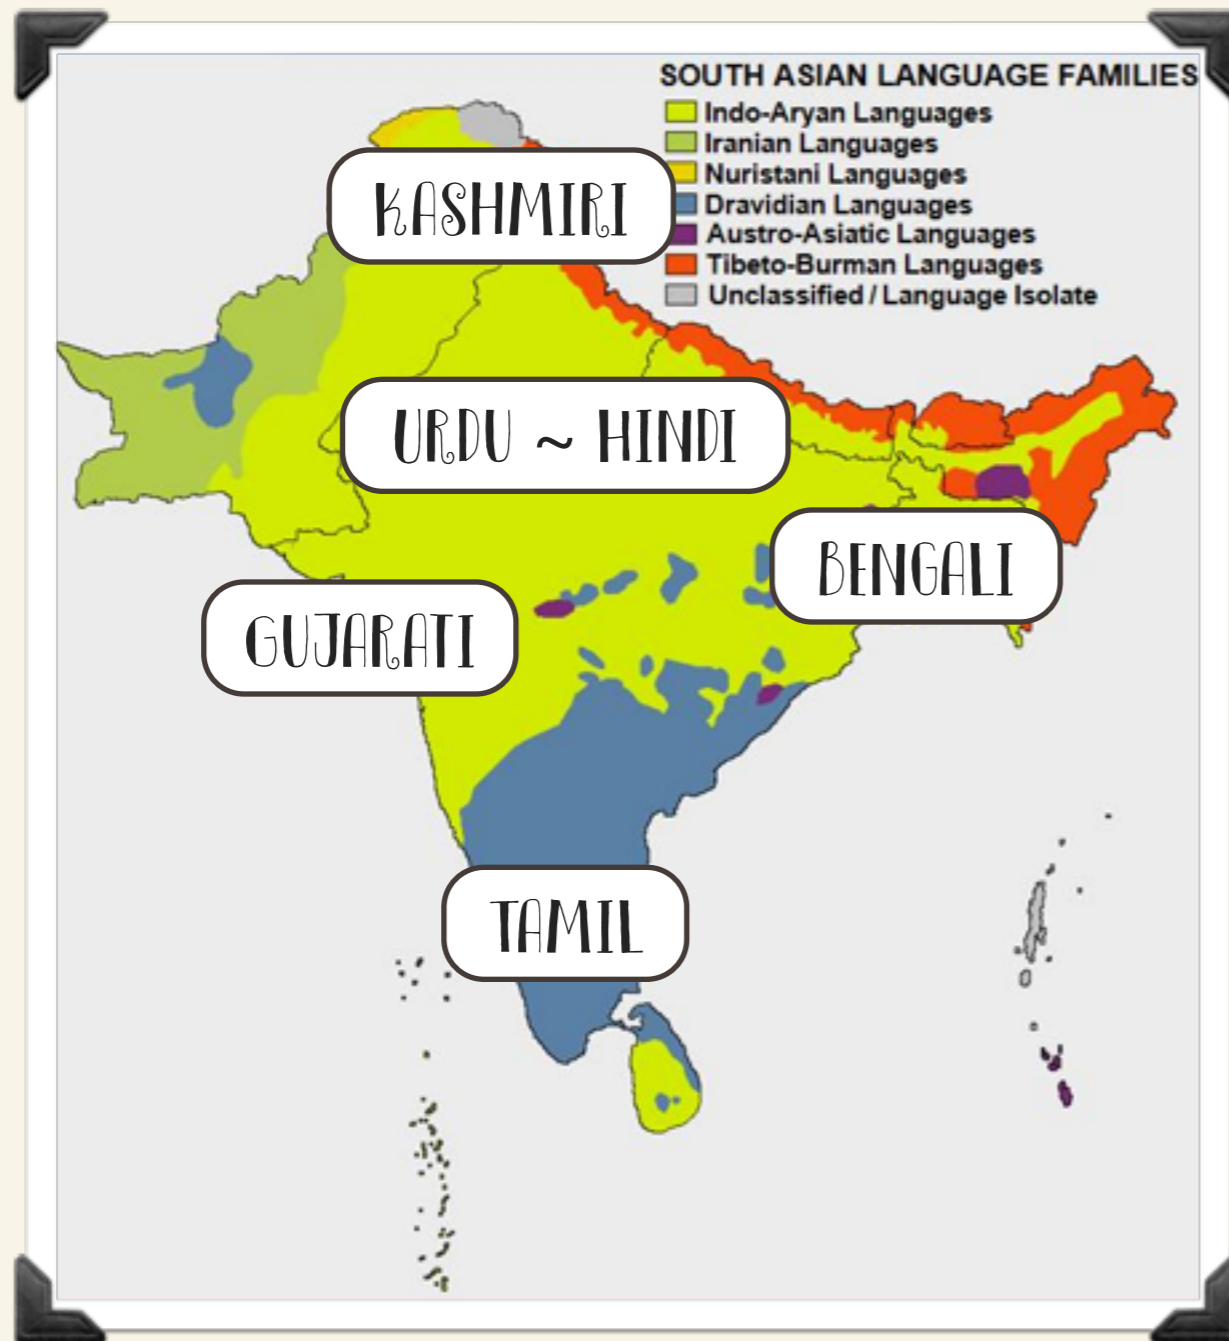 SOUTH ASIAN LANGUAGE FAMILIES
Indo-Aryan Languages
Iranian Languages
Nuristani Languages
Dravidian Languages
Austro-Asiatic Languages
Tibeto-Burman Languages
Unclassified / Language Isolate
KASHMIRI
URDU ~ HINDI
BENGALI
GUJARATI
TAMIL